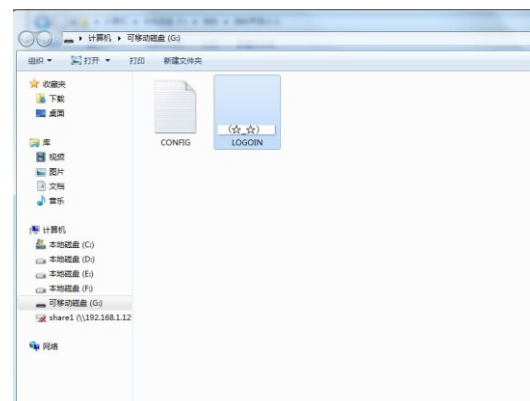 计算机 ▸ 可移动磁盘 (G:)
组织 打开 打印 新建文件夹
收藏夹
下载
桌面
库
视频
图片
文档
音乐
计算机
本地磁盘 (C:)
本地磁盘 (D:)
本地磁盘 (E:)
本地磁盘 (F:)
可移动磁盘 (G:)
share1 (\\192.168.1.12
网络
(☆_☆)
CONFIG
LOGOIN